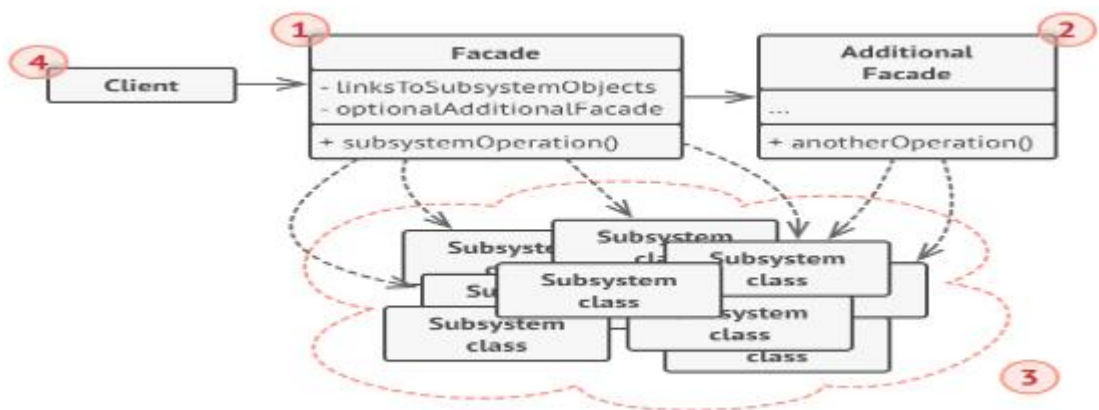 1
2
4
Facade
Additional
Facade
Client
- linksToSubsystemObjects
- optionalAdditionalFacade
...
+ subsystemOperation()
+ anotherOperation()
Subsystem
class
Subsystem
class
Subsystem
class
Subsystem
class
Subsystem
class
class
3